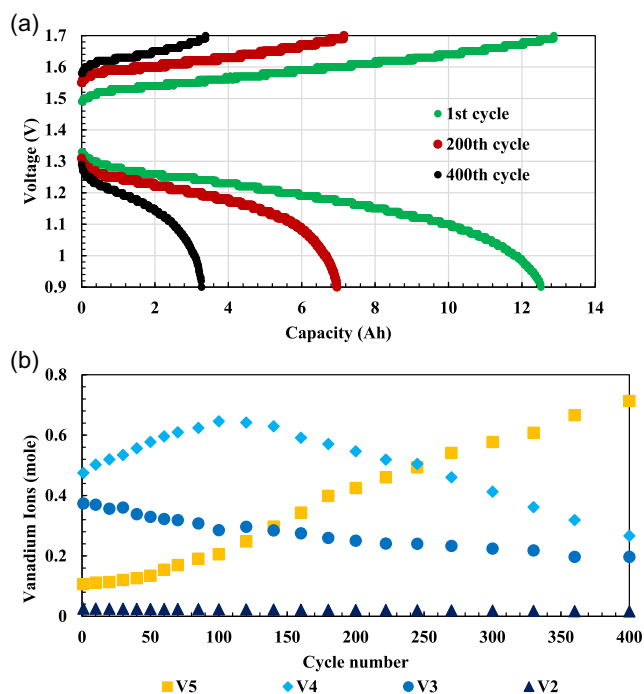 (a)
1.7
1.6
1.5
1.4
1.3
1.2
1.1
1
0.9
Voltage (V)
1st cycle
200th cycle
400th cycle
0 2 4 6 8 10 12 14
Capacity (Ah)
(b)
0.8
0.6
0.4
0.2
0
Vanadium Ions (mole)
0 50 100 150 200 250 300 350 400
Cycle number
V5 V4 V3 V2